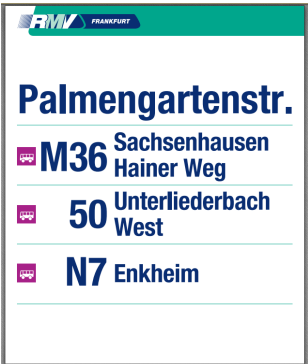 RMV FRANKFURT
Palmengartenstr.
M36 Sachsenhausen
Hainer Weg
50 Unterliederbach
West
N7 Enkheim